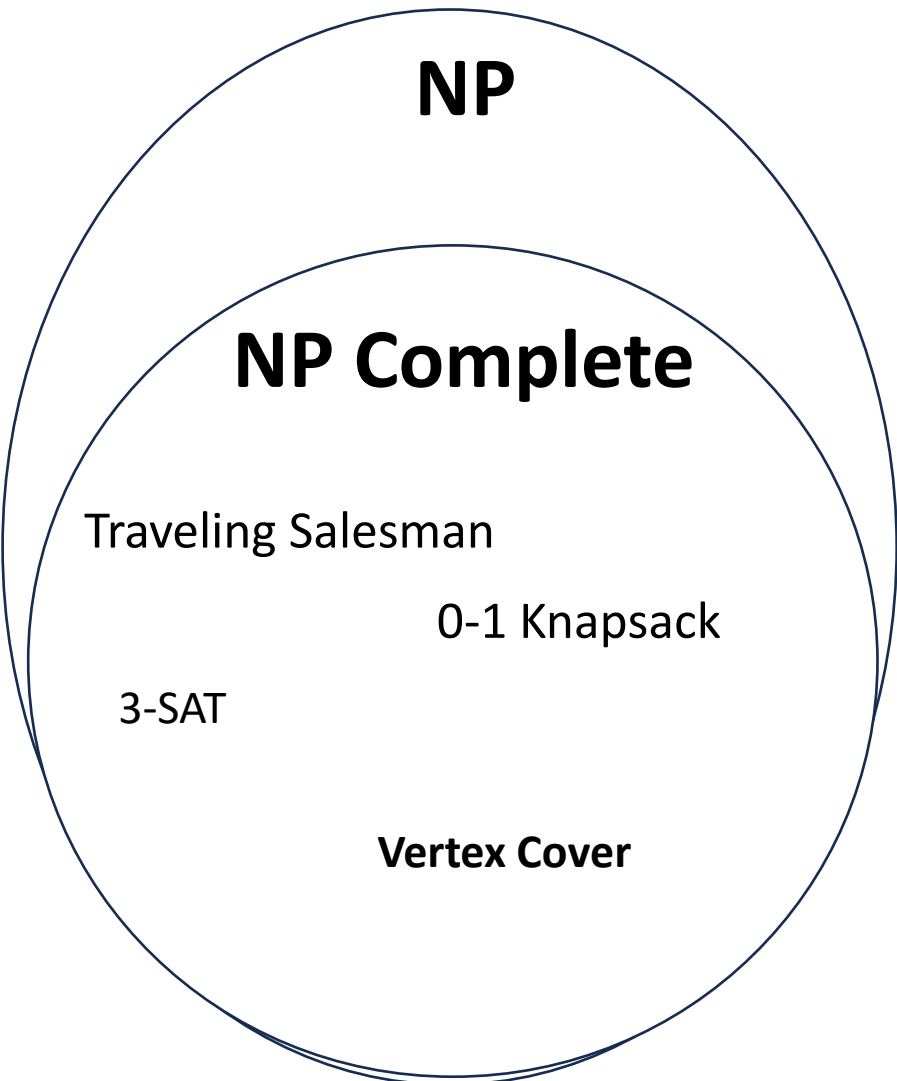 NP
NP Complete
Traveling Salesman
0-1 Knapsack
3-SAT
Vertex Cover